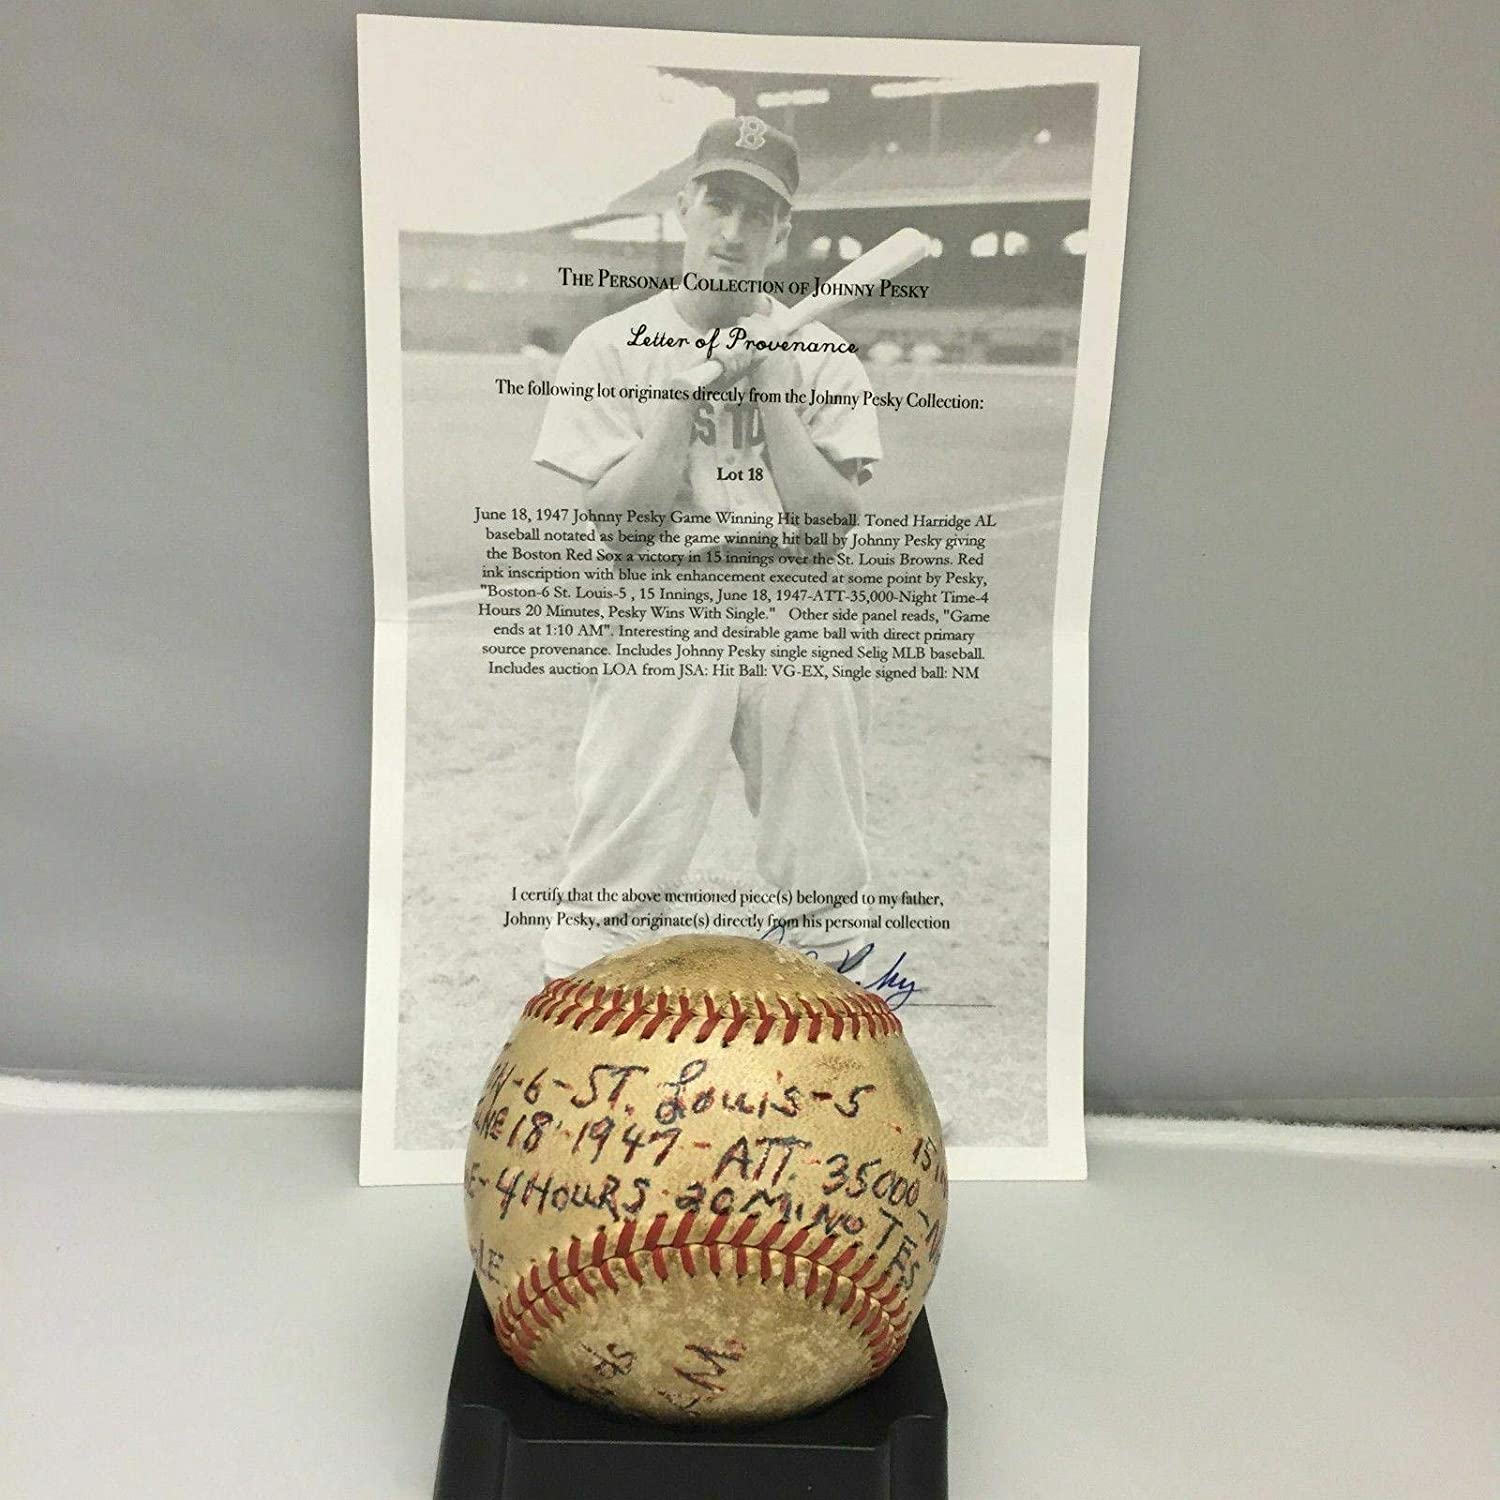 B
THE PERSONAL COLLECTION OF JOHNNY PESKY
Letter of Provenance
The following lot originates directly from the Johnny Pesky Collection:
STO
Lot 18
June 18, 1947 Johnny Pesky Game Winning Hit baseball. Toned Harridge AL
baseball notated as being the game winning hit ball by Johnny Pesky giving
the Boston Red Sox a victory in 15 innings over the St. Louis Browns. Red
ink inscription with blue ink enhancement executed at some point by Pesky,
"Boston-6 St. Louis-5 , 15 Innings, June 18, 1947-ATT-35,000-Night Time-4
Hours 20 Minutes, Pesky Wins With Single." Other side panel reads, "Game
ends at 1:10 AM". Interesting and desirable game ball with direct primary
source provenance. Includes Johnny Pesky single signed Selig MLB baseball.
Includes auction LOA from JSA: Hit Ball: VG-EX, Single signed ball: NM
I certify that the above mentioned piece(s) belonged to my father,
Johnny Pesky, and originate(s) directly from his personal collection
ON-6-ST. Louis-5 - 15 IN
UNE 18-1947-ATT. 35000-N
E-4 HOURS 20 MINUTES
LE
M.